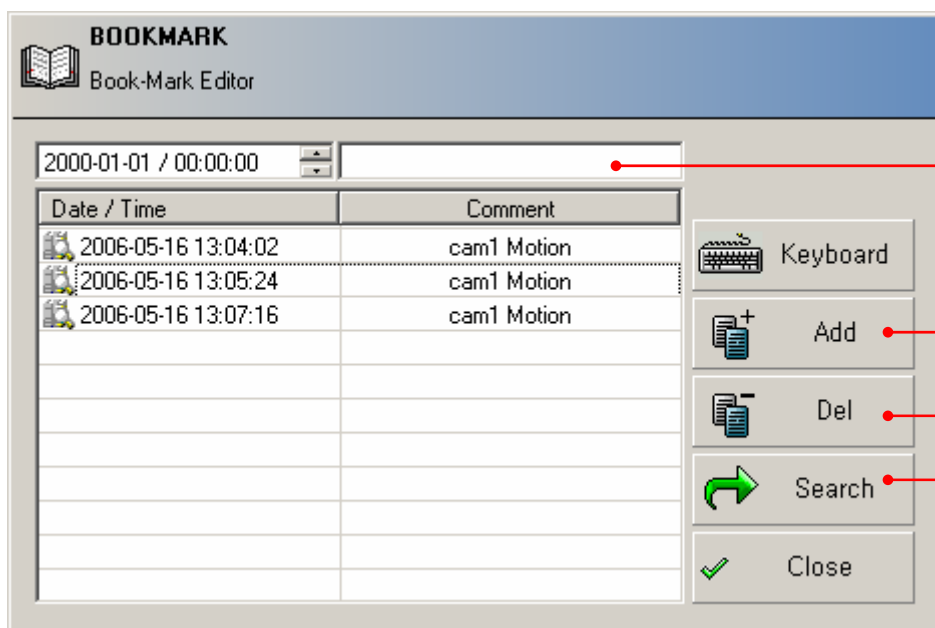 BOOKMARK
Book-Mark Editor
2000-01-01 / 00:00:00
Date / Time Comment
2006-05-16 13:04:02 cam1 Motion
2006-05-16 13:05:24 cam1 Motion
2006-05-16 13:07:16 cam1 Motion
Keyboard
Add
Del
Search
Close